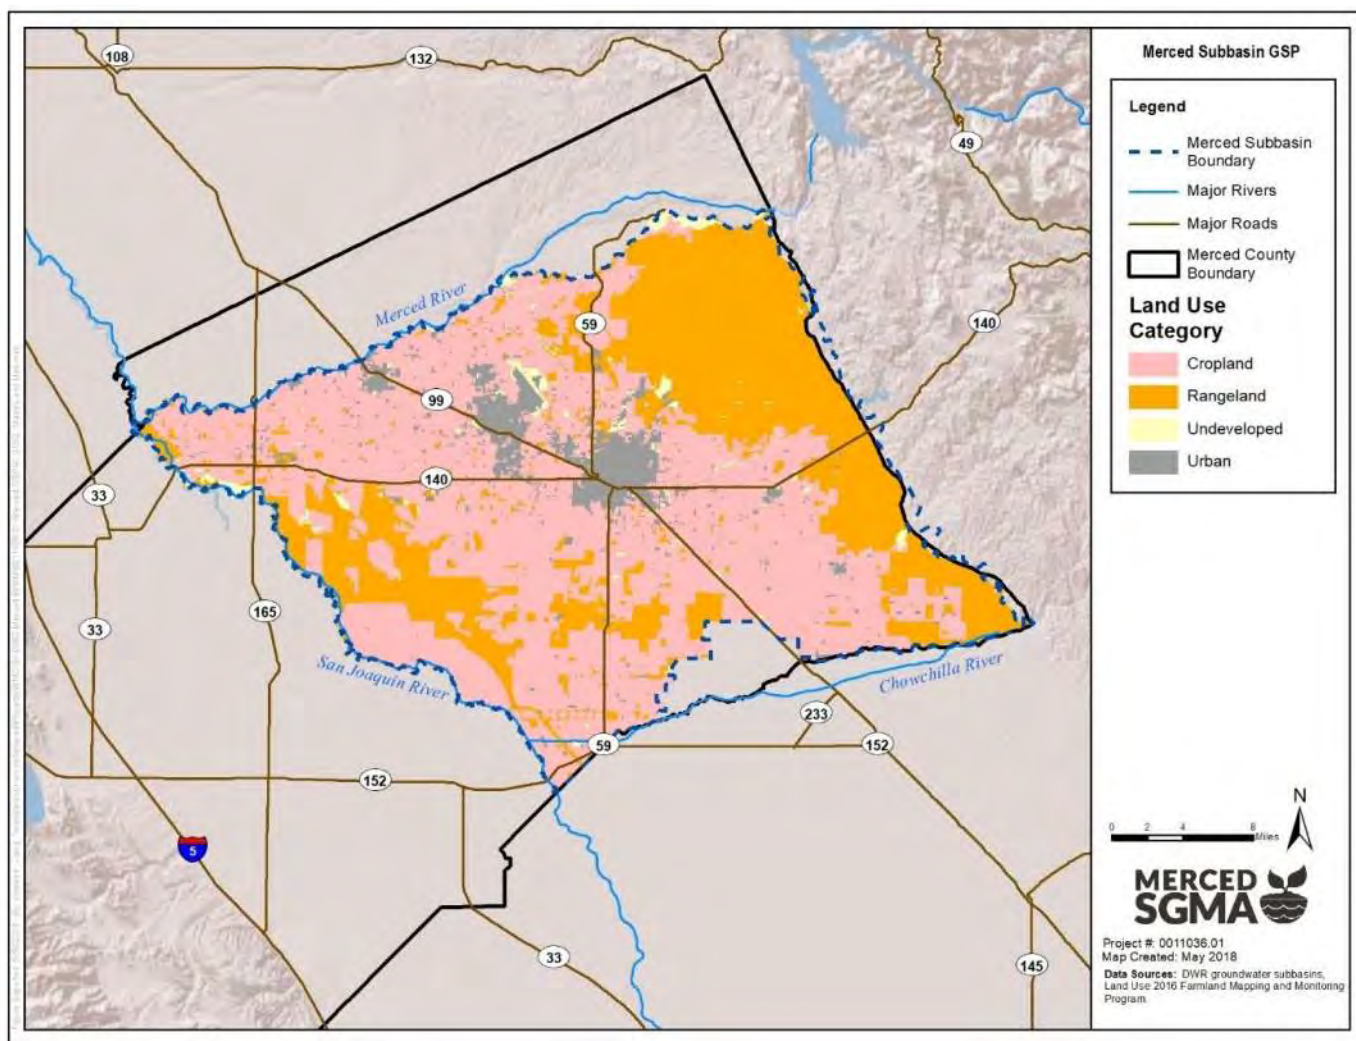 108
132
49
Merced River
59
140
99
140
33
165
33
San Joaquin River
Chowchilla River
233
59
152
152
5
33
145
Merced Subbasin GSP
Legend
Merced Subbasin
Boundary
Major Rivers
Major Roads
Merced County
Boundary
Land Use
Category
Cropland
Rangeland
Undeveloped
Urban
N
0 2 4 8
Miles
MERCED
SGMA
Project #: 0011036.01
Map Created: May 2018
Data Sources: DWR groundwater subbasins,
Land Use 2016 Farmland Mapping and Monitoring
Program